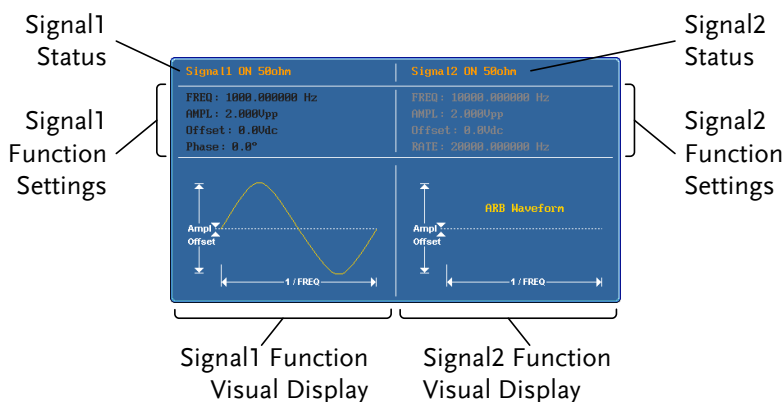 Signal1
Status
Signal2
Status
Signal1 ON 50ohm
Signal2 ON 50ohm
Signal1
Function
Settings
FREQ: 1000.000000 Hz
AMPL: 2.000Vpp
Offset: 0.0Vdc
Phase: 0.0°
FREQ: 10000.000000 Hz
AMPL: 2.000Vpp
Offset: 0.0Vdc
RATE: 20000.000000 Hz
Signal2
Function
Settings
Ampl
Offset
1 / FREQ
ARB Waveform
Ampl
Offset
1 / FREQ
Signal1 Function
Visual Display
Signal2 Function
Visual Display